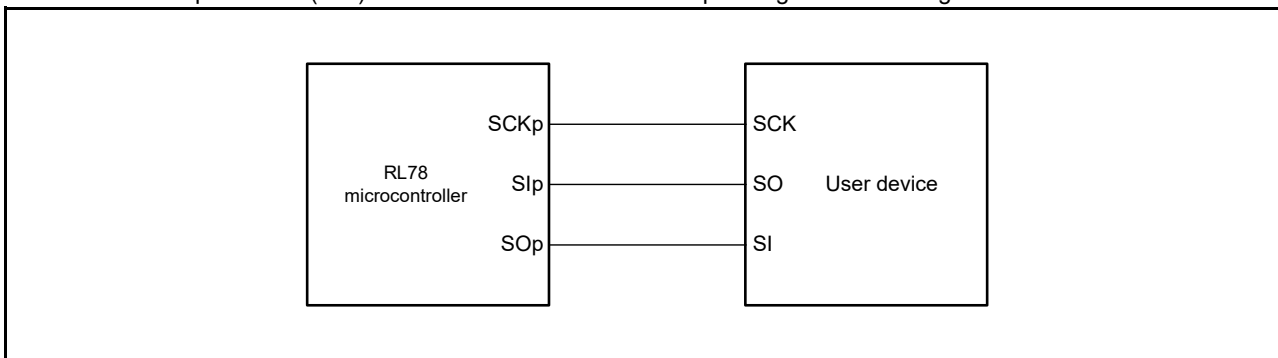 SCKp
SCK
RL78
microcontroller
SIp
SO
User device
SOp
SI